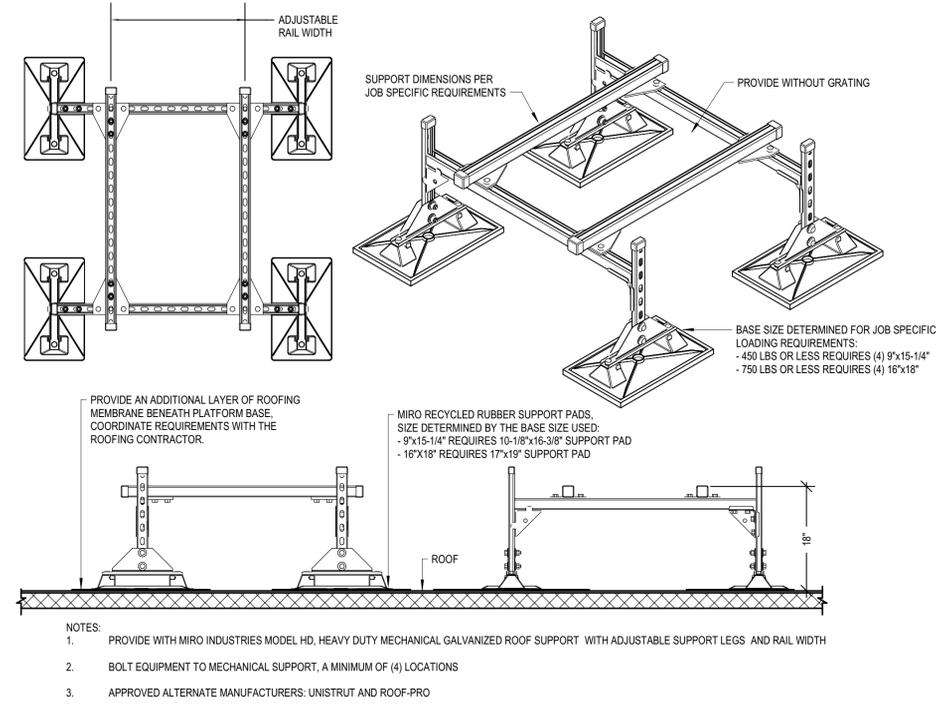 ADJUSTABLE
RAIL WIDTH
SUPPORT DIMENSIONS PER
JOB SPECIFIC REQUIREMENTS
PROVIDE WITHOUT GRATING
BASE SIZE DETERMINED FOR JOB SPECIFIC
LOADING REQUIREMENTS:
- 450 LBS OR LESS REQUIRES (4) 9"x15-1/4"
- 750 LBS OR LESS REQUIRES (4) 16"x18"
PROVIDE AN ADDITIONAL LAYER OF ROOFING
MEMBRANE BENEATH PLATFORM BASE,
COORDINATE REQUIREMENTS WITH THE
ROOFING CONTRACTOR.
MIRO RECYCLED RUBBER SUPPORT PADS,
SIZE DETERMINED BY THE BASE SIZE USED:
- 9"x15-1/4" REQUIRES 10-1/8"x16-3/8" SUPPORT PAD
- 16"X18" REQUIRES 17"x19" SUPPORT PAD
ROOF
18"
NOTES:
1. PROVIDE WITH MIRO INDUSTRIES MODEL HD, HEAVY DUTY MECHANICAL GALVANIZED ROOF SUPPORT WITH ADJUSTABLE SUPPORT LEGS AND RAIL WIDTH
2. BOLT EQUIPMENT TO MECHANICAL SUPPORT, A MINIMUM OF (4) LOCATIONS
3. APPROVED ALTERNATE MANUFACTURERS: UNISTRUT AND ROOF-PRO